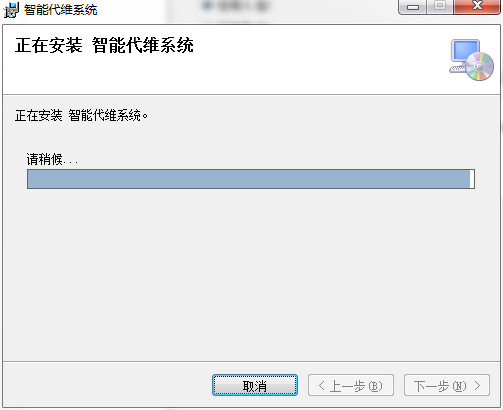 智能代维系统
正在安装 智能代维系统
正在安装 智能代维系统。
请稍候...
取消
< 上一步(B)
下一步(N) >